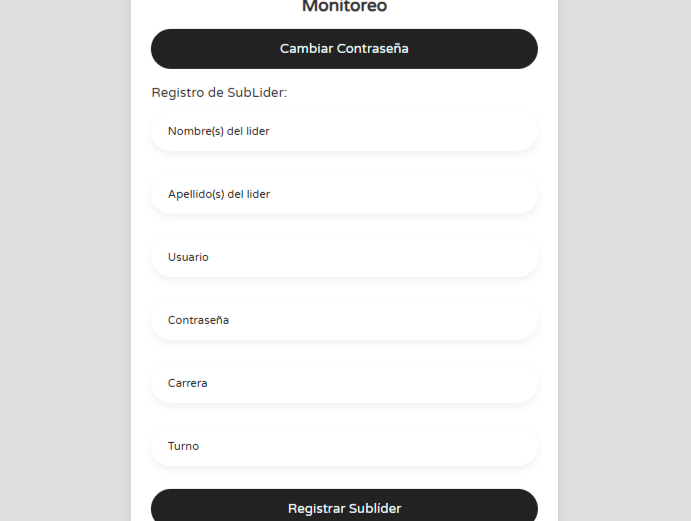 Monitoreo
Cambiar Contraseña
Registro de SubLider:
Nombre(s) del lider
Apellido(s) del lider
Usuario
Contraseña
Carrera
Turno
Registrar Sublíder